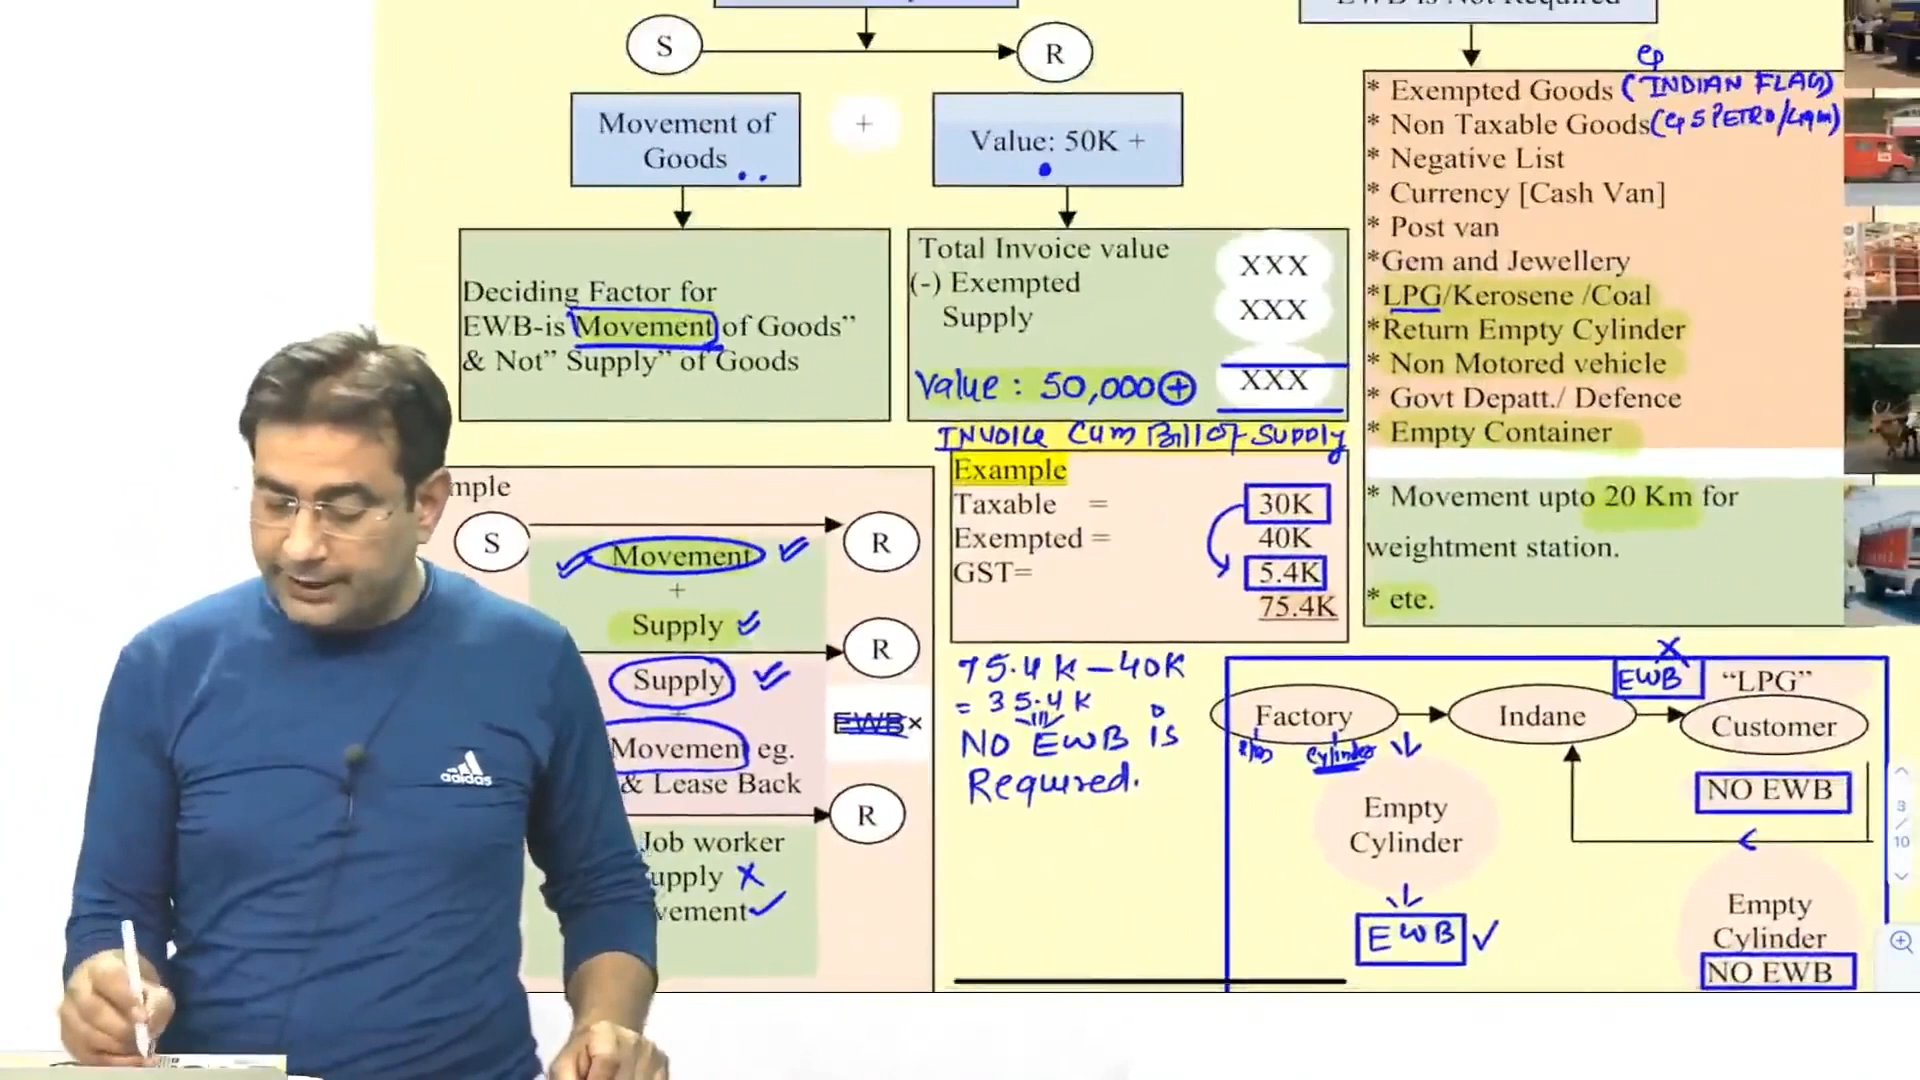 S
R
Movement of
Goods
+
Value: 50K +
Deciding Factor for
EWB-is "Movement of Goods"
& Not" Supply" of Goods
Total Invoice value XXX
(-) Exempted
Supply XXX
Value : 50,000+ XXX
INVOICE Cum Bill of Supply
Example
Taxable = 30K
Exempted = 40K
GST= 5.4K
75.4K
75.4K-40K
= 35.4K
NO EWB is
Required.
mple
S
R
Movement
+
Supply
R
Supply
EWB×
Movement eg.
& Lease Back
R
Job worker
upply X
vement
adidas
eg
* Exempted Goods (INDIAN FLAG)
* Non Taxable Goods
* Negative List
* Currency [Cash Van]
* Post van
*Gem and Jewellery
*LPG/Kerosene /Coal
*Return Empty Cylinder
* Non Motored vehicle
* Govt Depatt./ Defence
* Empty Container
* Movement upto 20 Km for
weightment station.
* ete.
X
EWB
"LPG"
Factory
Indane
Customer
Cylinder
Empty
Cylinder
EWB ✓
NO EWB
Empty
Cylinder
NO EWB
3
/
10